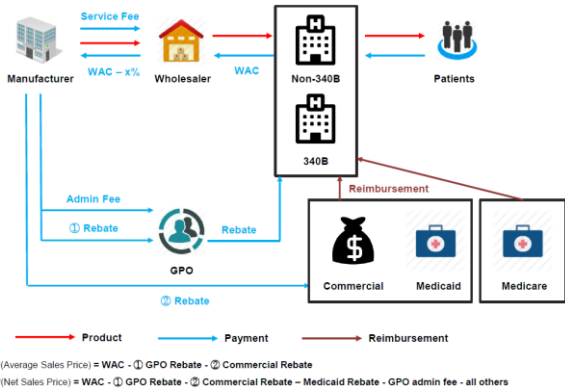 Service Fee
Manufacturer
WAC – x%
Wholesaler
WAC
Non-340B
Patients
340B
Admin Fee
① Rebate
Rebate
GPO
Reimbursement
Commercial
Medicaid
Medicare
② Rebate
Product
Payment
Reimbursement
(Average Sales Price) = WAC - ① GPO Rebate - ② Commercial Rebate
(Net Sales Price) = WAC - ① GPO Rebate - ② Commercial Rebate – Medicaid Rebate - GPO admin fee - all others